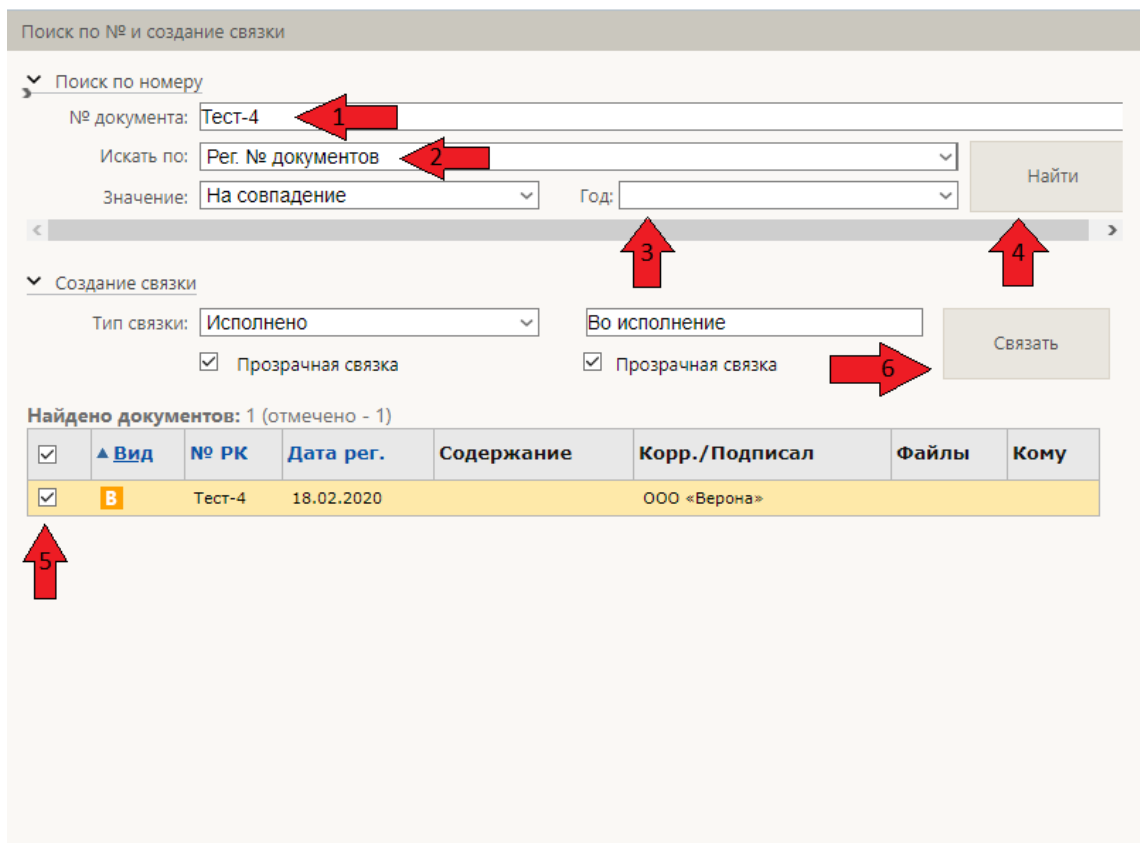 Поиск по № и создание связки
Поиск по номеру
№ документа: Тест-4 1
Искать по: Рег. № документов 2
Найти
Значение: На совпадение Год:
3 4
Создание связки
Тип связки: Исполнено Во исполнение
Связать
Прозрачная связка Прозрачная связка 6
Найдено документов: 1 (отмечено - 1)
Вид № РК Дата рег. Содержание Корр./Подписал Файлы Кому
В Тест-4 18.02.2020 ООО «Верона»
5